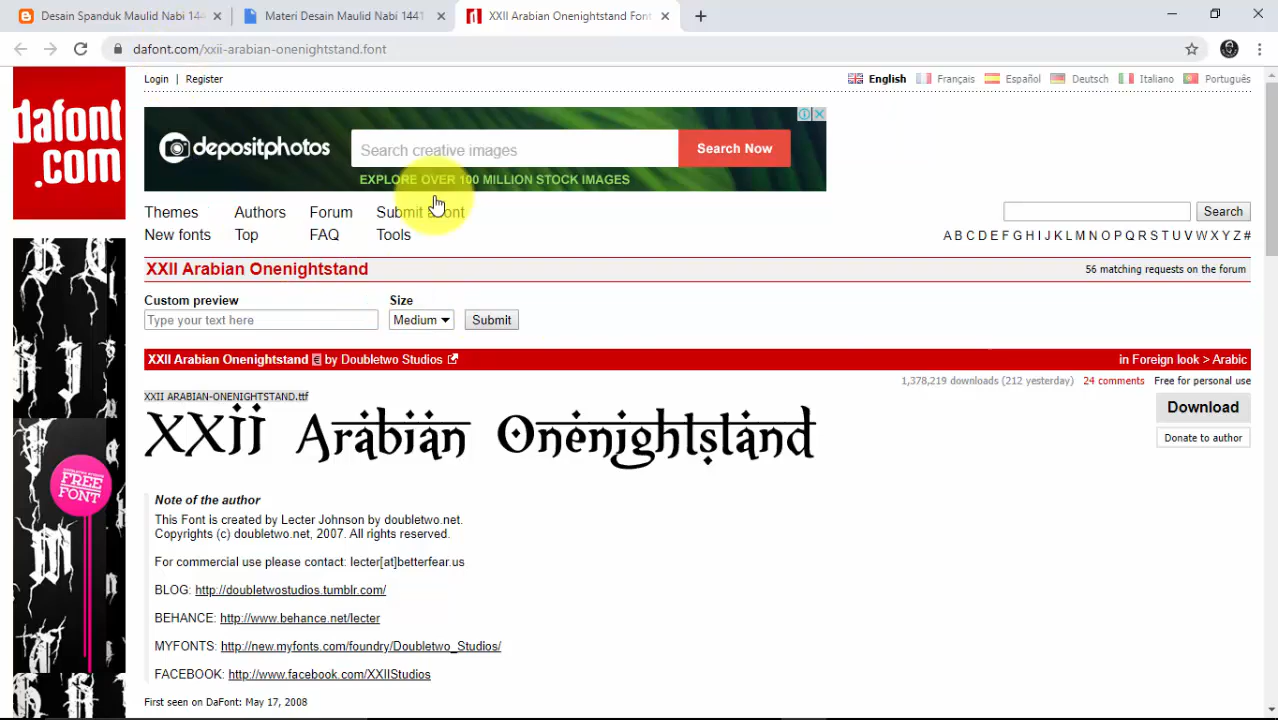 Desain Spanduk Maulid Nabi 144
Materi Desain Maulid Nabi 1441
XXII Arabian Onenightstand Font
dafont.com/xxii-arabian-onenightstand.font
Login | Register
English Français Español Deutsch Italiano Português
dafont
.com
depositphotos
Search creative images
Search Now
EXPLORE OVER 100 MILLION STOCK IMAGES
Themes Authors Forum Submit a font
New fonts Top FAQ Tools
Search
A B C D E F G H I J K L M N O P Q R S T U V W X Y Z #
XXII Arabian Onenightstand
56 matching requests on the forum
Custom preview Size
Type your text here Medium Submit
XXII Arabian Onenightstand € by Doubletwo Studios
in Foreign look > Arabic
1,378,219 downloads (212 yesterday) 24 comments Free for personal use
XXII ARABIAN-ONENIGHTSTAND.ttf
Download
Donate to author
XXII Arabian Onenightstand
Note of the author
This Font is created by Lecter Johnson by doubletwo.net.
Copyrights (c) doubletwo.net, 2007. All rights reserved.
For commercial use please contact: lecter[at]betterfear.us
BLOG: http://doubletwostudios.tumblr.com/
BEHANCE: http://www.behance.net/lecter
MYFONTS: http://new.myfonts.com/foundry/Doubletwo_Studios/
FACEBOOK: http://www.facebook.com/XXIIStudios
First seen on DaFont: May 17, 2008
FREE
FONT